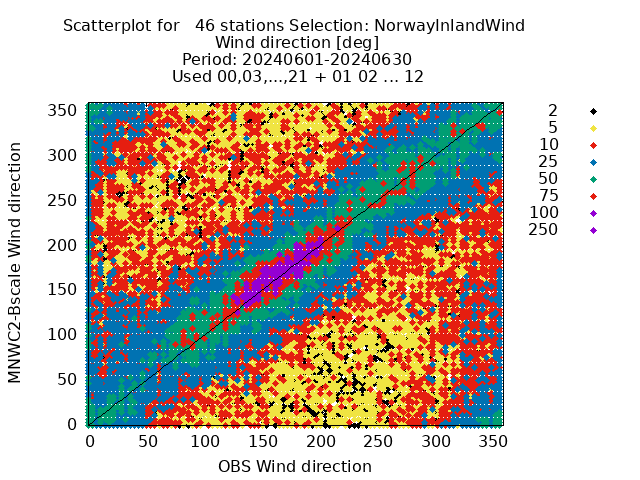 Scatterplot for   46 stations Selection: NorwayInlandWind
Wind direction [deg]
Period: 20240601-20240630
Used 00,03,...,21 + 01 02 ... 12
MNWC2-Bscale Wind direction
350
300
250
200
150
100
50
0
0 50 100 150 200 250 300 350
OBS Wind direction
2
5
10
25
50
75
100
250